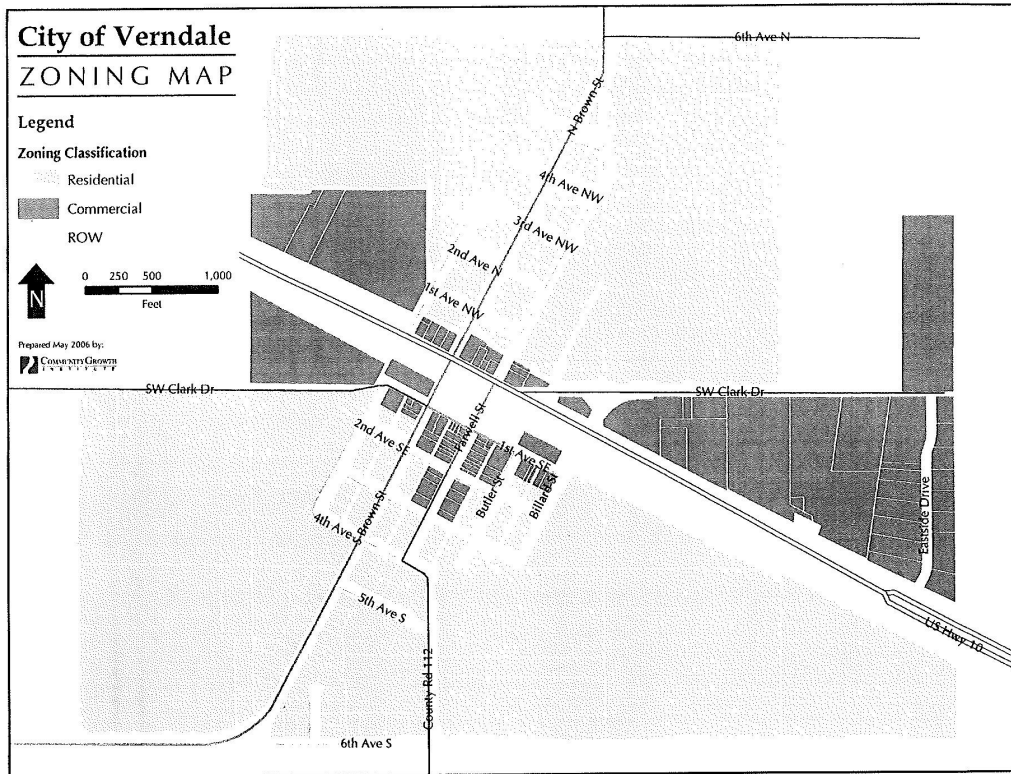 City of Verndale
ZONING MAP
Legend
Zoning Classification
Residential
Commercial
ROW
N
0 250 500 1,000
Feet
Prepared May 2006 by:
COMMUNITY GROWTH
INSTITUTE
6th Ave N
N Brown St
4th Ave NW
3rd Ave NW
2nd Ave N
1st Ave NW
SW Clark Dr
SW Clark Dr
Farwell St
2nd Ave SE
1st Ave SE
Butler St
Billard St
Eastside Drive
S Brown St
4th Ave S
5th Ave S
US Hwy 10
County Rd 112
6th Ave S